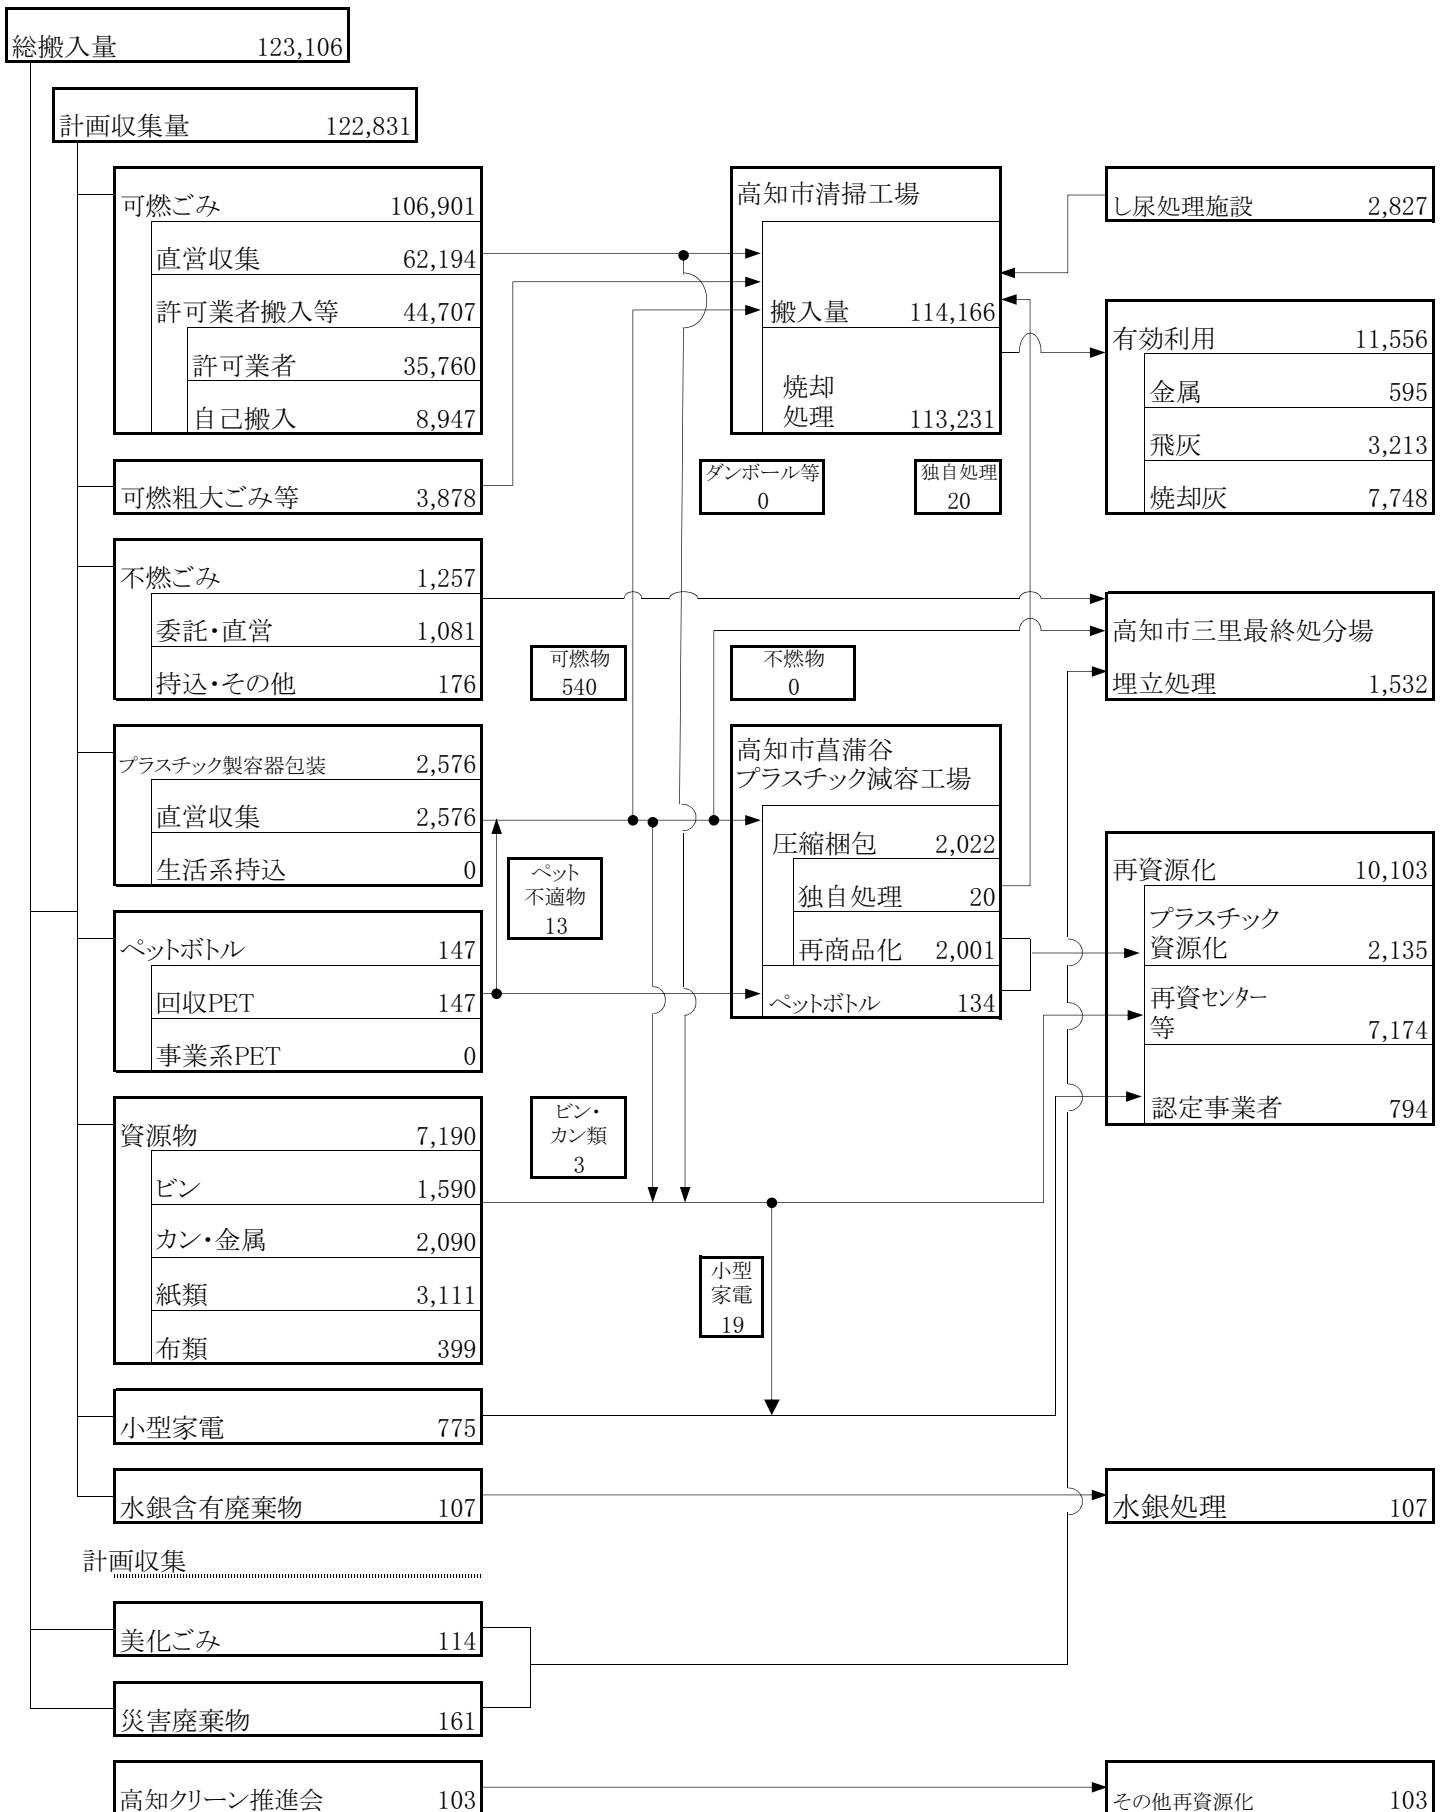 総搬入量 123,106
計画収集量 122,831
可燃ごみ 106,901
直営収集 62,194
許可業者搬入等 44,707
許可業者 35,760
自己搬入 8,947
可燃粗大ごみ等 3,878
不燃ごみ 1,257
委託・直営 1,081
持込・その他 176
プラスチック製容器包装 2,576
直営収集 2,576
生活系持込 0
ペットボトル 147
回収PET 147
事業系PET 0
資源物 7,190
ビン 1,590
カン・金属 2,090
紙類 3,111
布類 399
小型家電 775
水銀含有廃棄物 107
計画収集
美化ごみ 114
災害廃棄物 161
高知クリーン推進会 103
可燃物
540
ペット
不適物
13
ビン・
カン類
3
高知市清掃工場
搬入量 114,166
焼却
処理 113,231
ダンボール等
0
独自処理
20
不燃物
0
高知市菖蒲谷
プラスチック減容工場
圧縮梱包 2,022
独自処理 20
再商品化 2,001
ペットボトル 134
小型
家電
19
し尿処理施設 2,827
有効利用 11,556
金属 595
飛灰 3,213
焼却灰 7,748
高知市三里最終処分場
埋立処理 1,532
再資源化 10,103
プラスチック
資源化 2,135
再資センター
等 7,174
認定事業者 794
水銀処理 107
その他再資源化 103